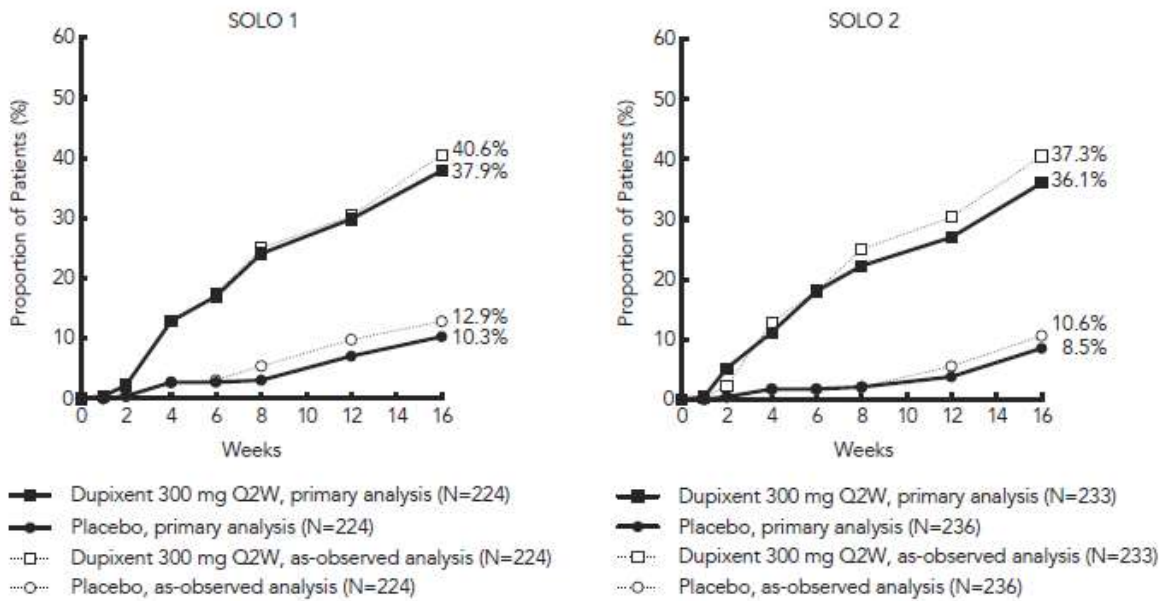 SOLO 1
Proportion of Patients (%)
60
50
40
30
20
10
0
40.6%
37.9%
12.9%
10.3%
0 2 4 6 8 10 12 14 16
Weeks
Dupixent 300 mg Q2W, primary analysis (N=224)
Placebo, primary analysis (N=224)
Dupixent 300 mg Q2W, as-observed analysis (N=224)
Placebo, as-observed analysis (N=224)
SOLO 2
Proportion of Patients (%)
60
50
40
30
20
10
0
37.3%
36.1%
10.6%
8.5%
0 2 4 6 8 10 12 14 16
Weeks
Dupixent 300 mg Q2W, primary analysis (N=233)
Placebo, primary analysis (N=236)
Dupixent 300 mg Q2W, as-observed analysis (N=233)
Placebo, as-observed analysis (N=236)